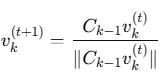 $v_k^{(t+1)} = \frac{C_{k-1} v_k^{(t)}}{\| C_{k-1} v_k^{(t)} \|}$